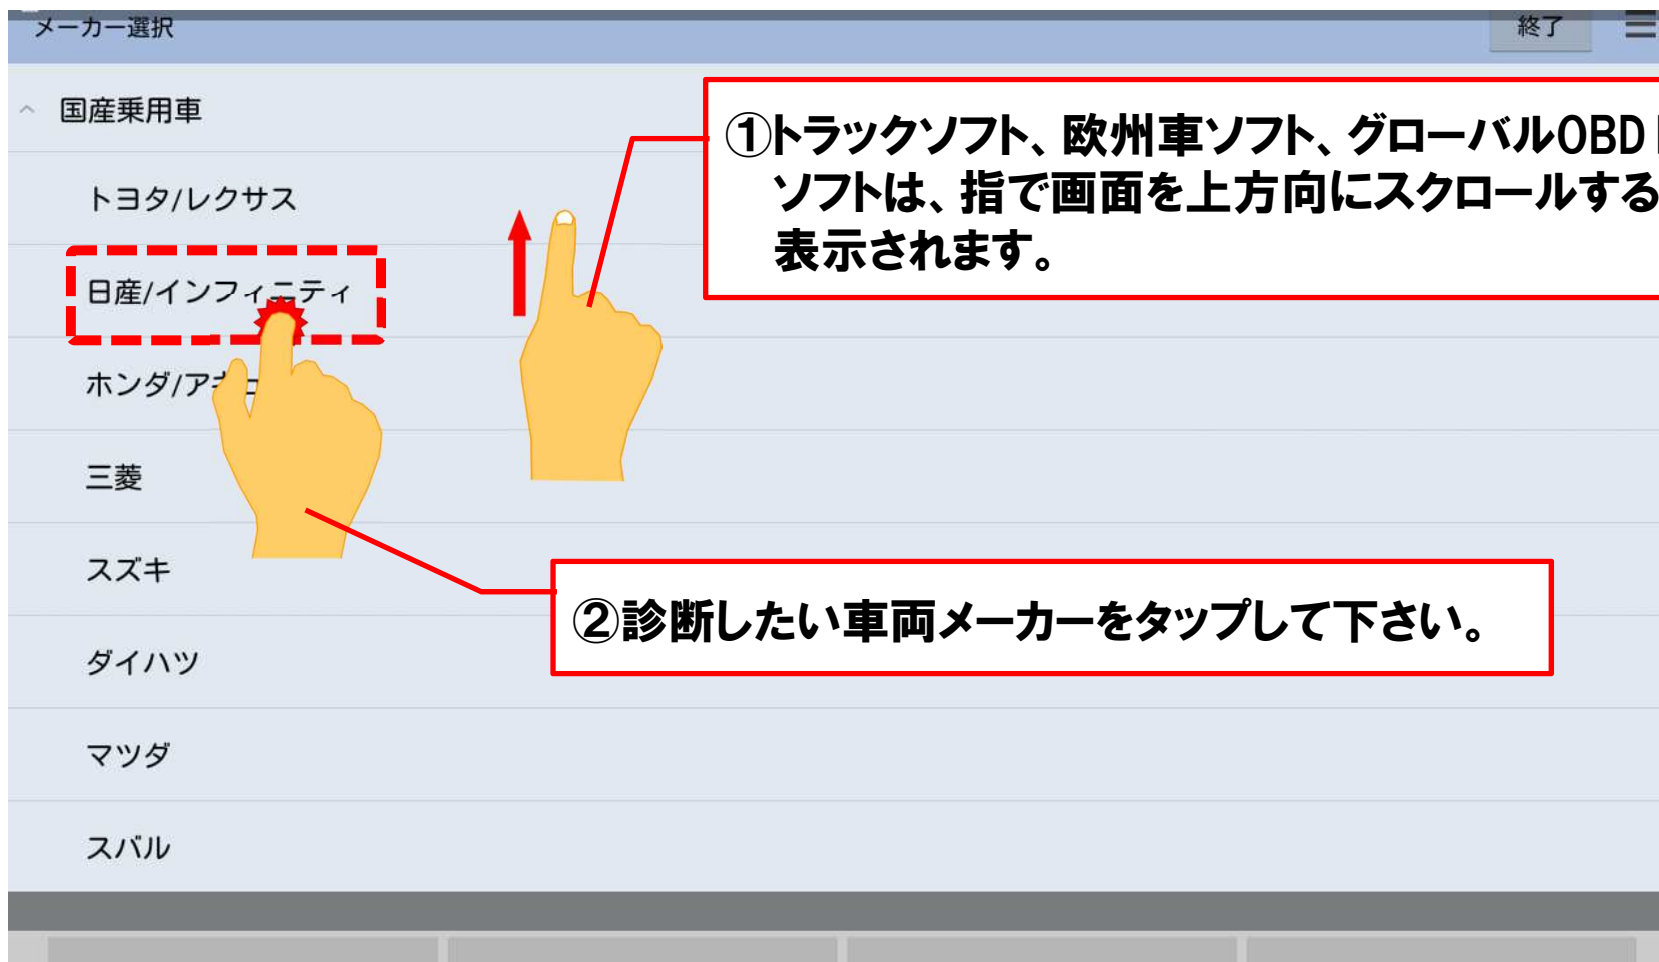 メーカー選択
終了
国産乗用車
①トラックソフト、欧州車ソフト、グローバルOBD
ソフトは、指で画面を上方向にスクロールする
表示されます。
トヨタ/レクサス
日産/インフィニティ
ホンダ/ア
三菱
スズキ
②診断したい車両メーカーをタップして下さい。
ダイハツ
マツダ
スバル